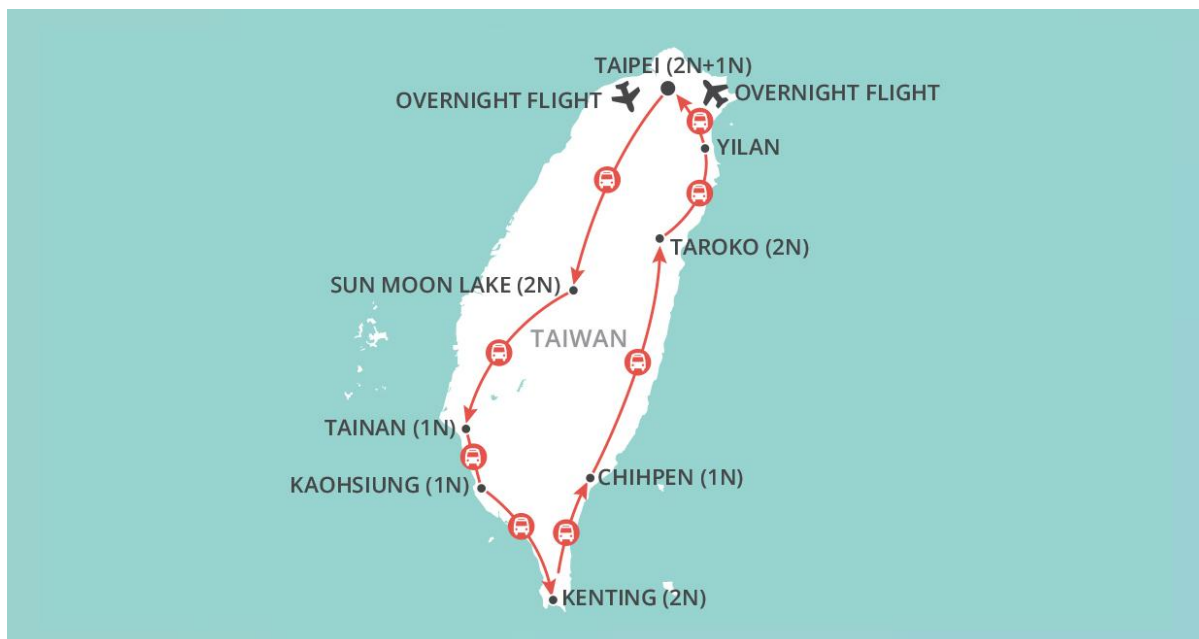 TAIPEI (2N+1N)
OVERNIGHT FLIGHT
OVERNIGHT FLIGHT
YILAN
TAROKO (2N)
SUN MOON LAKE (2N)
TAIWAN
TAINAN (1N)
KAOHSIUNG (1N)
CHIHPEN (1N)
KENTING (2N)